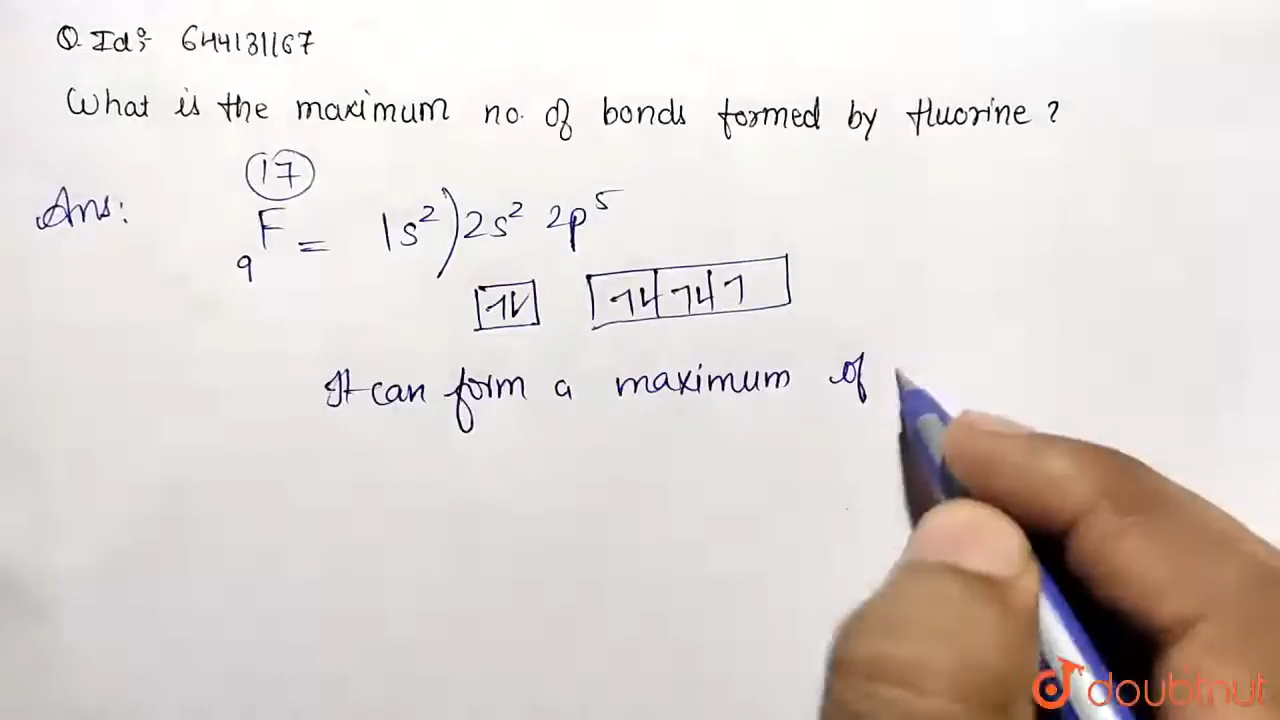 Q. Id :- 644131167
What is the maximum no. of bonds formed by fluorine ?
Ans:
17
9 F = 1s² ) 2s² 2p⁵
↑↓ ↑↓ ↑↓ ↑
It can form a maximum of
doubtnut